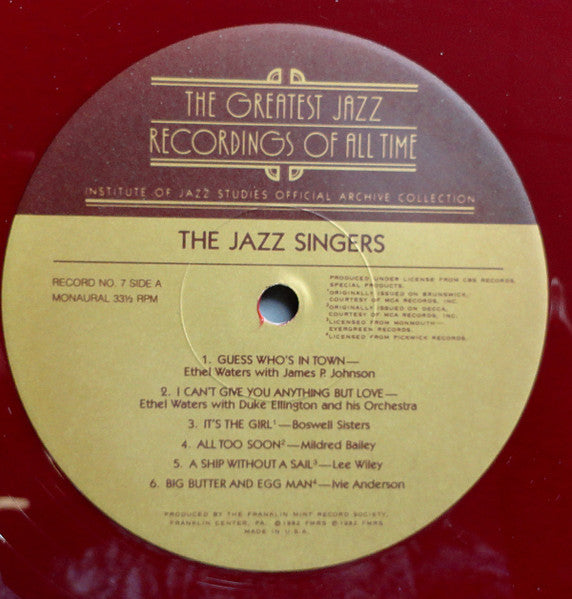 THE GREATEST JAZZ
RECORDINGS OF ALL TIME
INSTITUTE OF JAZZ STUDIES OFFICIAL ARCHIVE COLLECTION
THE JAZZ SINGERS
RECORD NO. 7 SIDE A
MONAURAL 33⅓ RPM
PRODUCED UNDER LICENSE FROM CBS RECORDS,
SPECIAL PRODUCTS.
¹ORIGINALLY ISSUED ON BRUNSWICK,
COURTESY OF MCA RECORDS, INC.
²ORIGINALLY ISSUED ON DECCA,
COURTESY OF MCA RECORDS, INC.
³LICENSED FROM MONMOUTH—
EVERGREEN RECORDS.
⁴LICENSED FROM PICKWICK RECORDS.
1. GUESS WHO'S IN TOWN—
Ethel Waters with James P. Johnson
2. I CAN'T GIVE YOU ANYTHING BUT LOVE—
Ethel Waters with Duke Ellington and his Orchestra
3. IT'S THE GIRL¹—Boswell Sisters
4. ALL TOO SOON²—Mildred Bailey
5. A SHIP WITHOUT A SAIL³—Lee Wiley
6. BIG BUTTER AND EGG MAN⁴—Ivie Anderson
PRODUCED BY THE FRANKLIN MINT RECORD SOCIETY,
FRANKLIN CENTER, PA. ©1982 FMRS ℗1982 FMRS
MADE IN U.S.A.